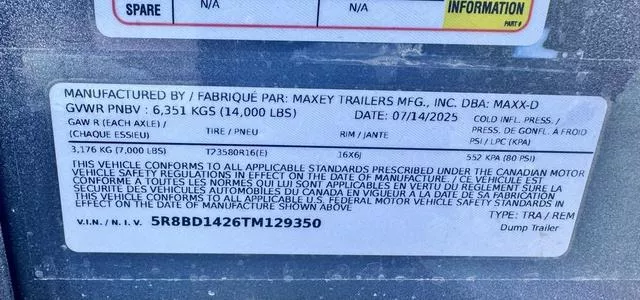 SPARE N/A N/A INFORMATION
PART#
MANUFACTURED BY / FABRIQUÉ PAR: MAXEY TRAILERS MFG., INC. DBA: MAXX-D
GVWR PNBV : 6,351 KGS (14,000 LBS) DATE: 07/14/2025
GAW R (EACH AXLE) / (CHAQUE ESSIEU) TIRE / PNEU RIM / JANTE COLD INFL. PRESS. / PRESS. DE GONFL. À FROID PSI / LPC (KPA)
3,176 KG (7,000 LBS) T23580R16(E) 16X6J 552 KPA (80 PSI)
THIS VEHICLE CONFORMS TO ALL APPLICABLE STANDARDS PRESCRIBED UNDER THE CANADIAN MOTOR
VEHICLE SAFETY REGULATIONS IN EFFECT ON THE DATE OF MANUFACTURE. / CE VÉHICULE EST
CONFORME A TOUTES LES NORMES QUI LUI SONT APPLICABLES EN VERTU DU REGLEMENT SUR LA
SECURITÉ DES VEHICULES AUTOMOBILES DU CANADA EN VIGUEUR A LA DATE DE SA FABRICATION
THIS VEHICLE CONFORMS TO ALL APPLICABLE U.S. FEDERAL MOTOR VEHICLE SAFETY STANDARDS IN
EFFECT ON THE DATE OF MANUFACTURE SHOWN ABOVE
V.I.N. / N. I. V. 5R8BD1426TM129350 TYPE: TRA / REM
Dump Trailer